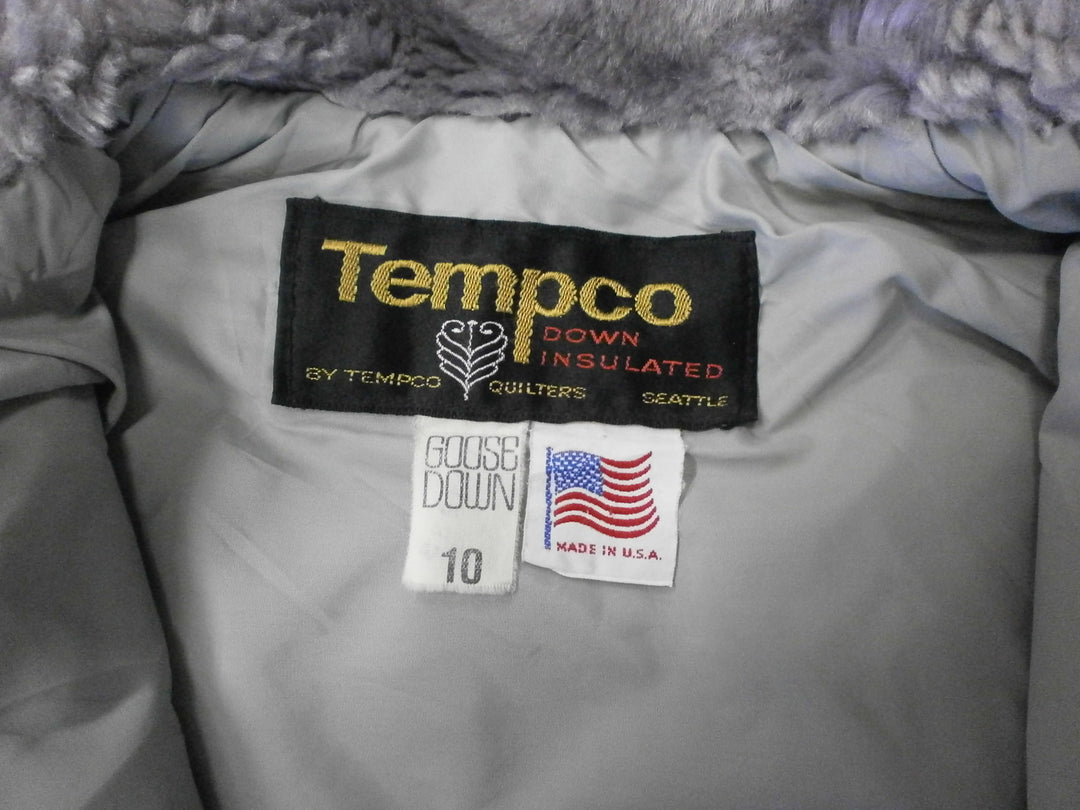 Tempco
DOWN
INSULATED
BY TEMPCO QUILTERS SEATTLE
GOOSE
DOWN
10
MADE IN U.S.A.